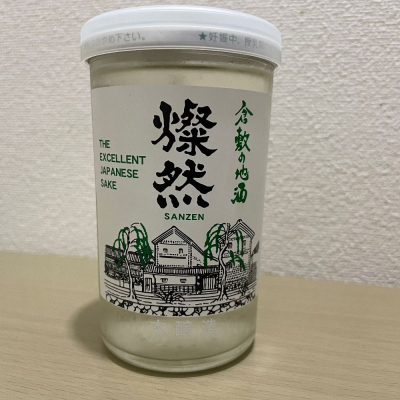 倉敷の地酒
燦然
SANZEN
THE
EXCELLENT
JAPANESE
SAKE